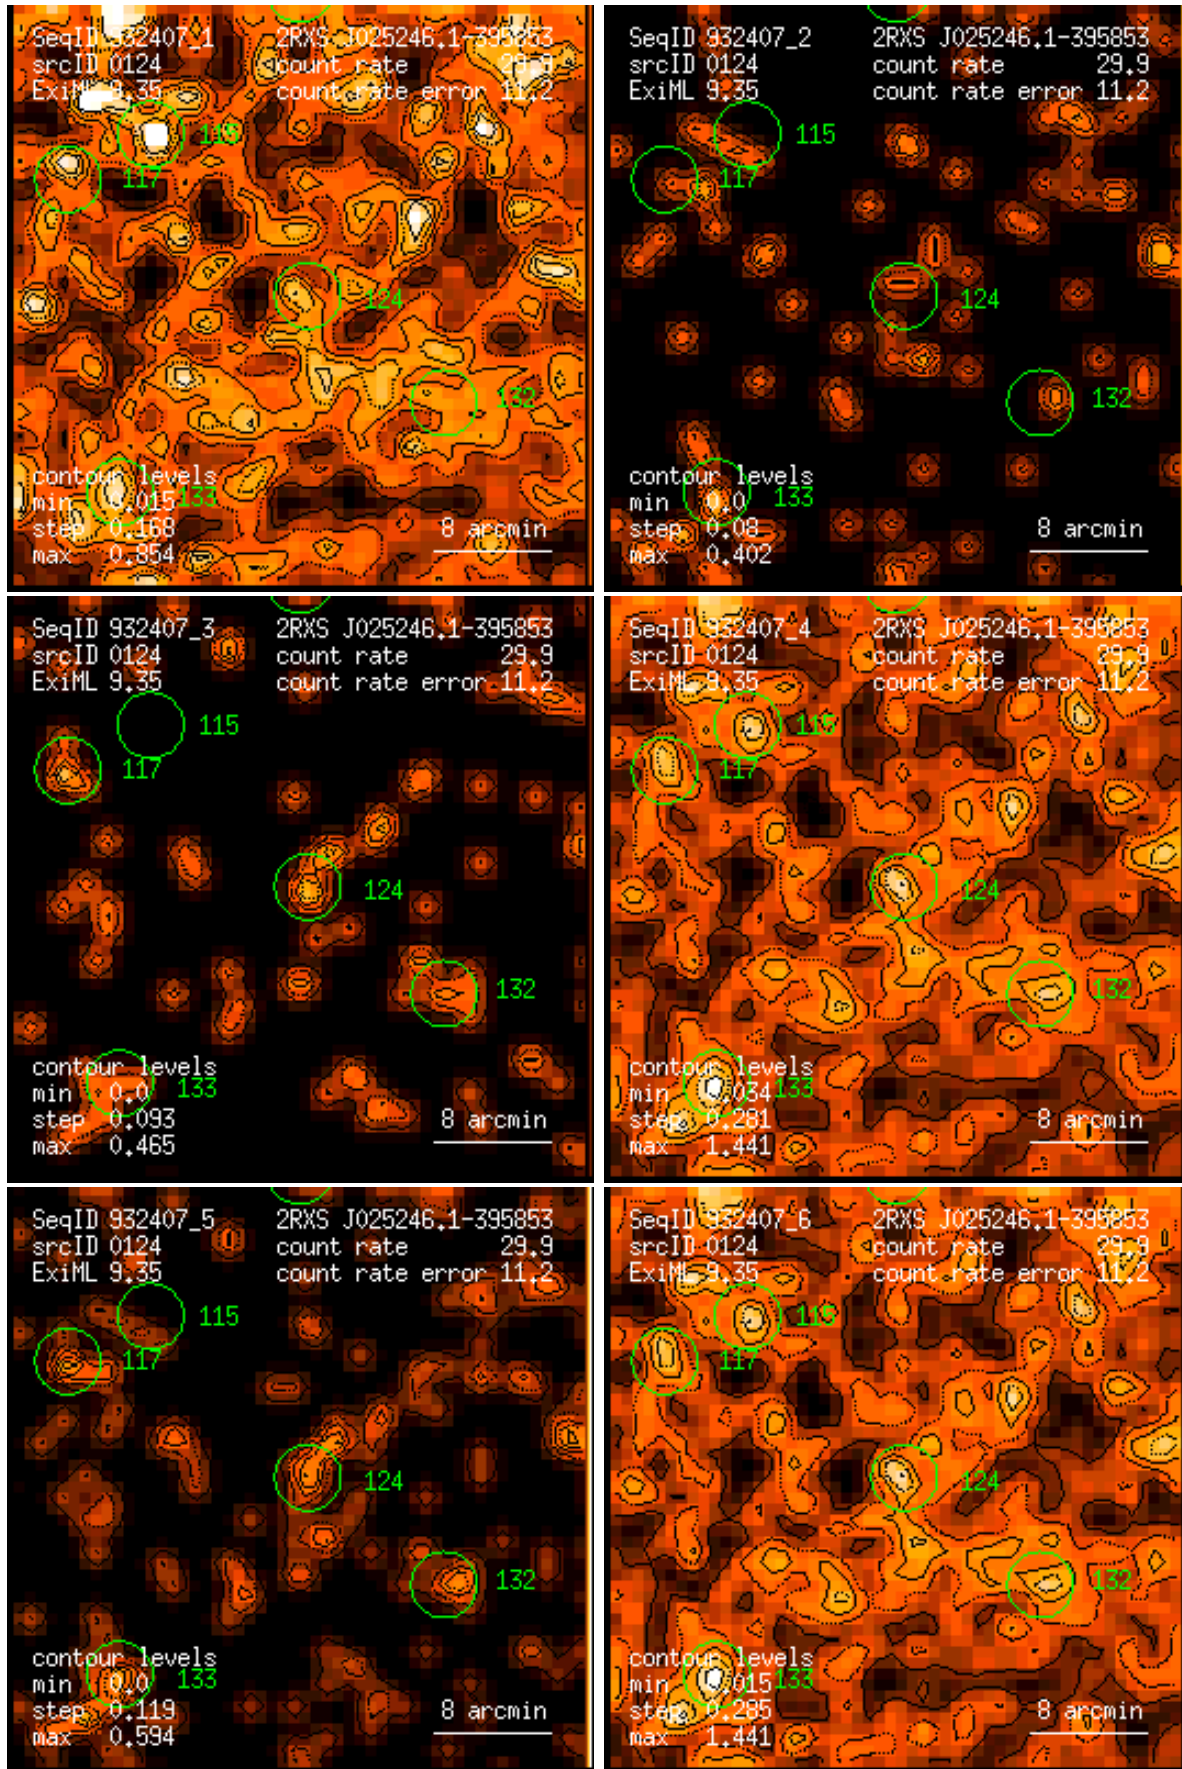 SeqID 932407_1 2RXS J025246.1-395853
srcID 0124 count rate 29.9
ExiML 9.35 count rate error 11.2
115
117
124
132
contour levels
min 0.015 133
step 0.168 8 arcmin
max 0.854
SeqID 932407_2 2RXS J025246.1-395853
srcID 0124 count rate 29.9
ExiML 9.35 count rate error 11.2
115
117
124
132
contour levels
min 0.0 133
step 0.08 8 arcmin
max 0.402
SeqID 932407_3 2RXS J025246.1-395853
srcID 0124 count rate 29.9
ExiML 9.35 count rate error 11.2
115
117
124
132
contour levels
min 0.0 133
step 0.093 8 arcmin
max 0.465
SeqID 932407_4 2RXS J025246.1-395853
srcID 0124 count rate 29.9
ExiML 9.35 count rate error 11.2
115
117
124
132
contour levels
min 0.034 133
step 0.281 8 arcmin
max 1.441
SeqID 932407_5 2RXS J025246.1-395853
srcID 0124 count rate 29.9
ExiML 9.35 count rate error 11.2
115
117
124
132
contour levels
min 0.0 133
step 0.119 8 arcmin
max 0.594
SeqID 932407_6 2RXS J025246.1-395853
srcID 0124 count rate 29.9
ExiML 9.35 count rate error 11.2
115
117
124
132
contour levels
min 0.015 133
step 0.285 8 arcmin
max 1.441